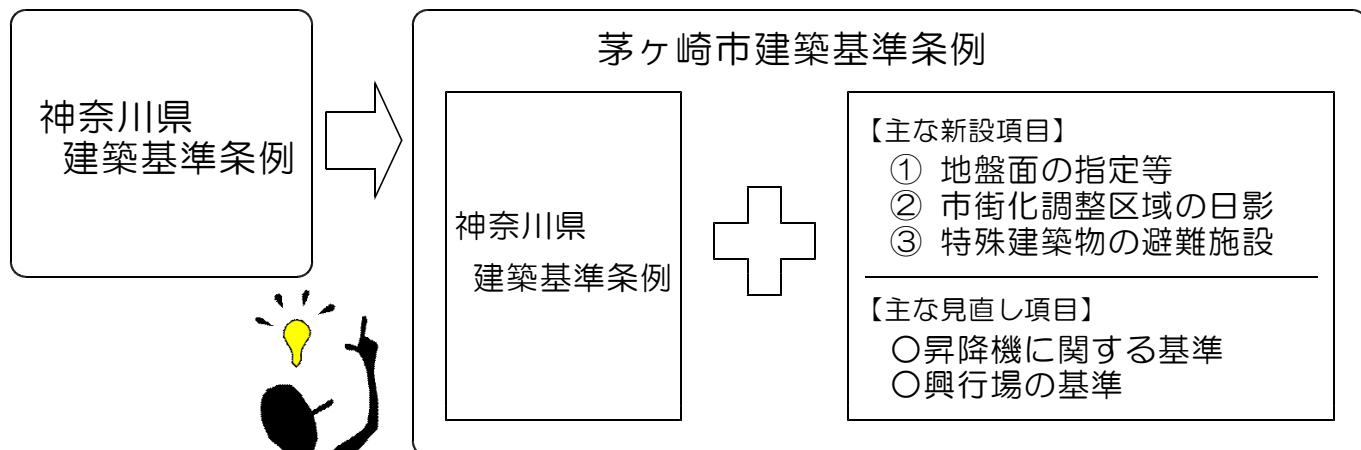 神奈川県
建築基準条例
茅ヶ崎市建築基準条例
神奈川県
建築基準条例
【主な新設項目】
① 地盤面の指定等
② 市街化調整区域の日影
③ 特殊建築物の避難施設
【主な見直し項目】
○昇降機に関する基準
○興行場の基準